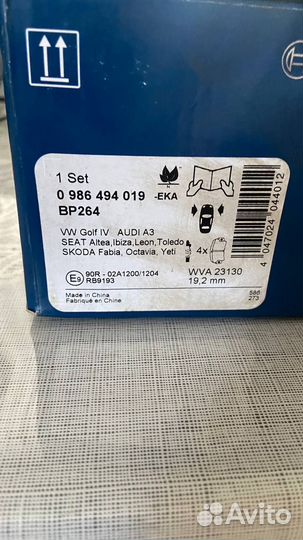 1 Set
0 986 494 019 -EKA
BP264
VW Golf IV AUDI A3
SEAT Altea,Ibiza,Leon,Toledo
SKODA Fabia, Octavia, Yeti
4x
E9 90R - 02A1200/1204
RB9193
WVA 23130
19,2 mm
Made in China
Fabriqué en Chine
586
273
4 047024 044012
Avito